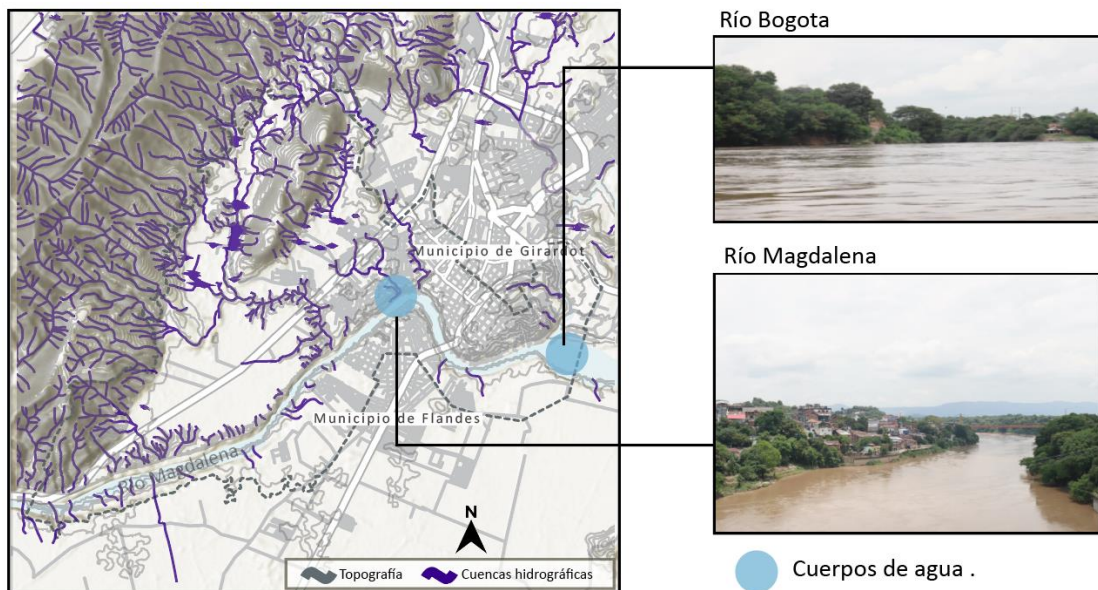 Río Bogota
Municipio de Girardot
Río Magdalena
Municipio de Flandes
Río Magdalena
N
Topografía
Cuencas hidrográficas
Cuerpos de agua .